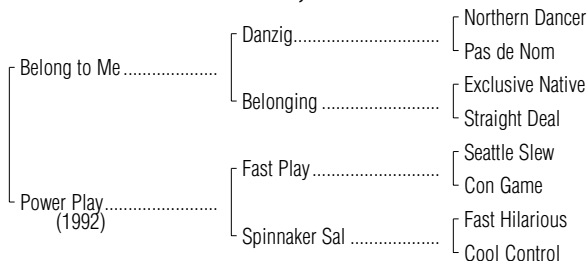 Northern Dancer
Danzig
Pas de Nom
Belong to Me
Exclusive Native
Belonging
Straight Deal
Seattle Slew
Fast Play
Con Game
Power Play
(1992)
Fast Hilarious
Spinnaker Sal
Cool Control